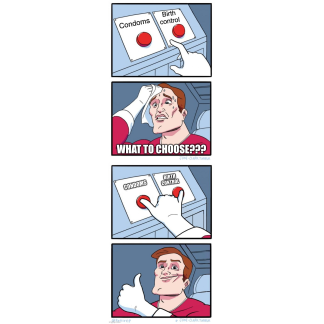 Condoms
Birth
control
WHAT TO CHOOSE???
CONDOMS
BIRTH
CONTROL